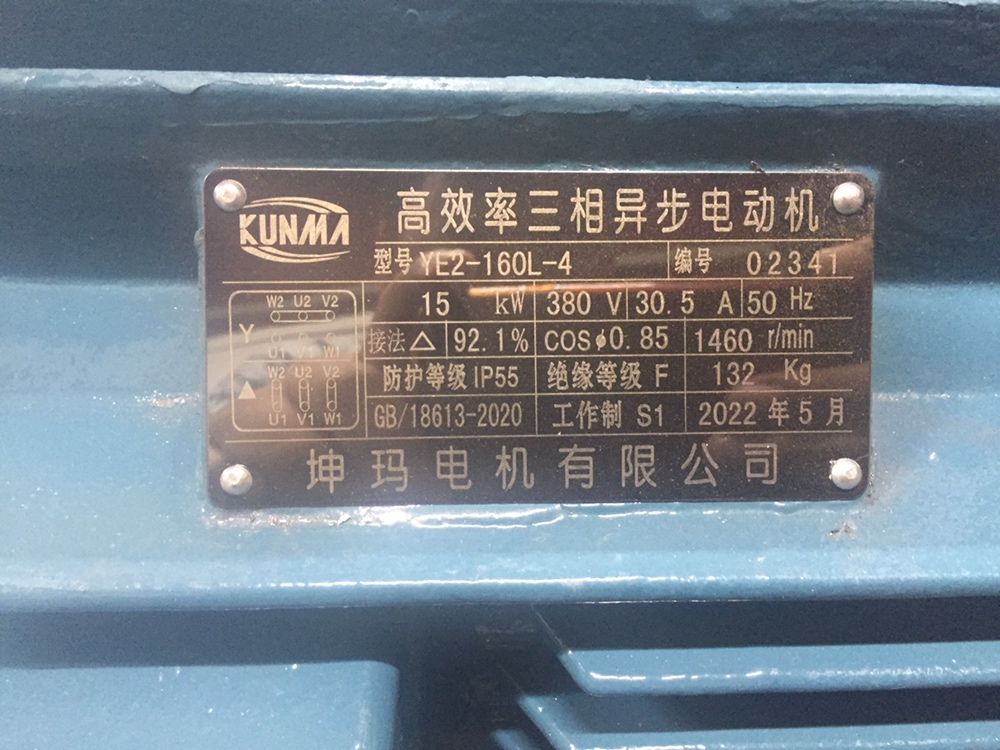 KUNMA
高效率三相异步电动机
型号 YE2-160L-4 编号 02341
15 kW 380 V 30.5 A 50 Hz
接法 △ 92.1% COSφ0.85 1460 r/min
防护等级 IP55 绝缘等级 F 132 Kg
GB/18613-2020 工作制 S1 2022 年 5 月
W2 U2 V2
Y
U1 V1 W1
W2 U2 V2
▲
U1 V1 W1
坤玛电机有限公司